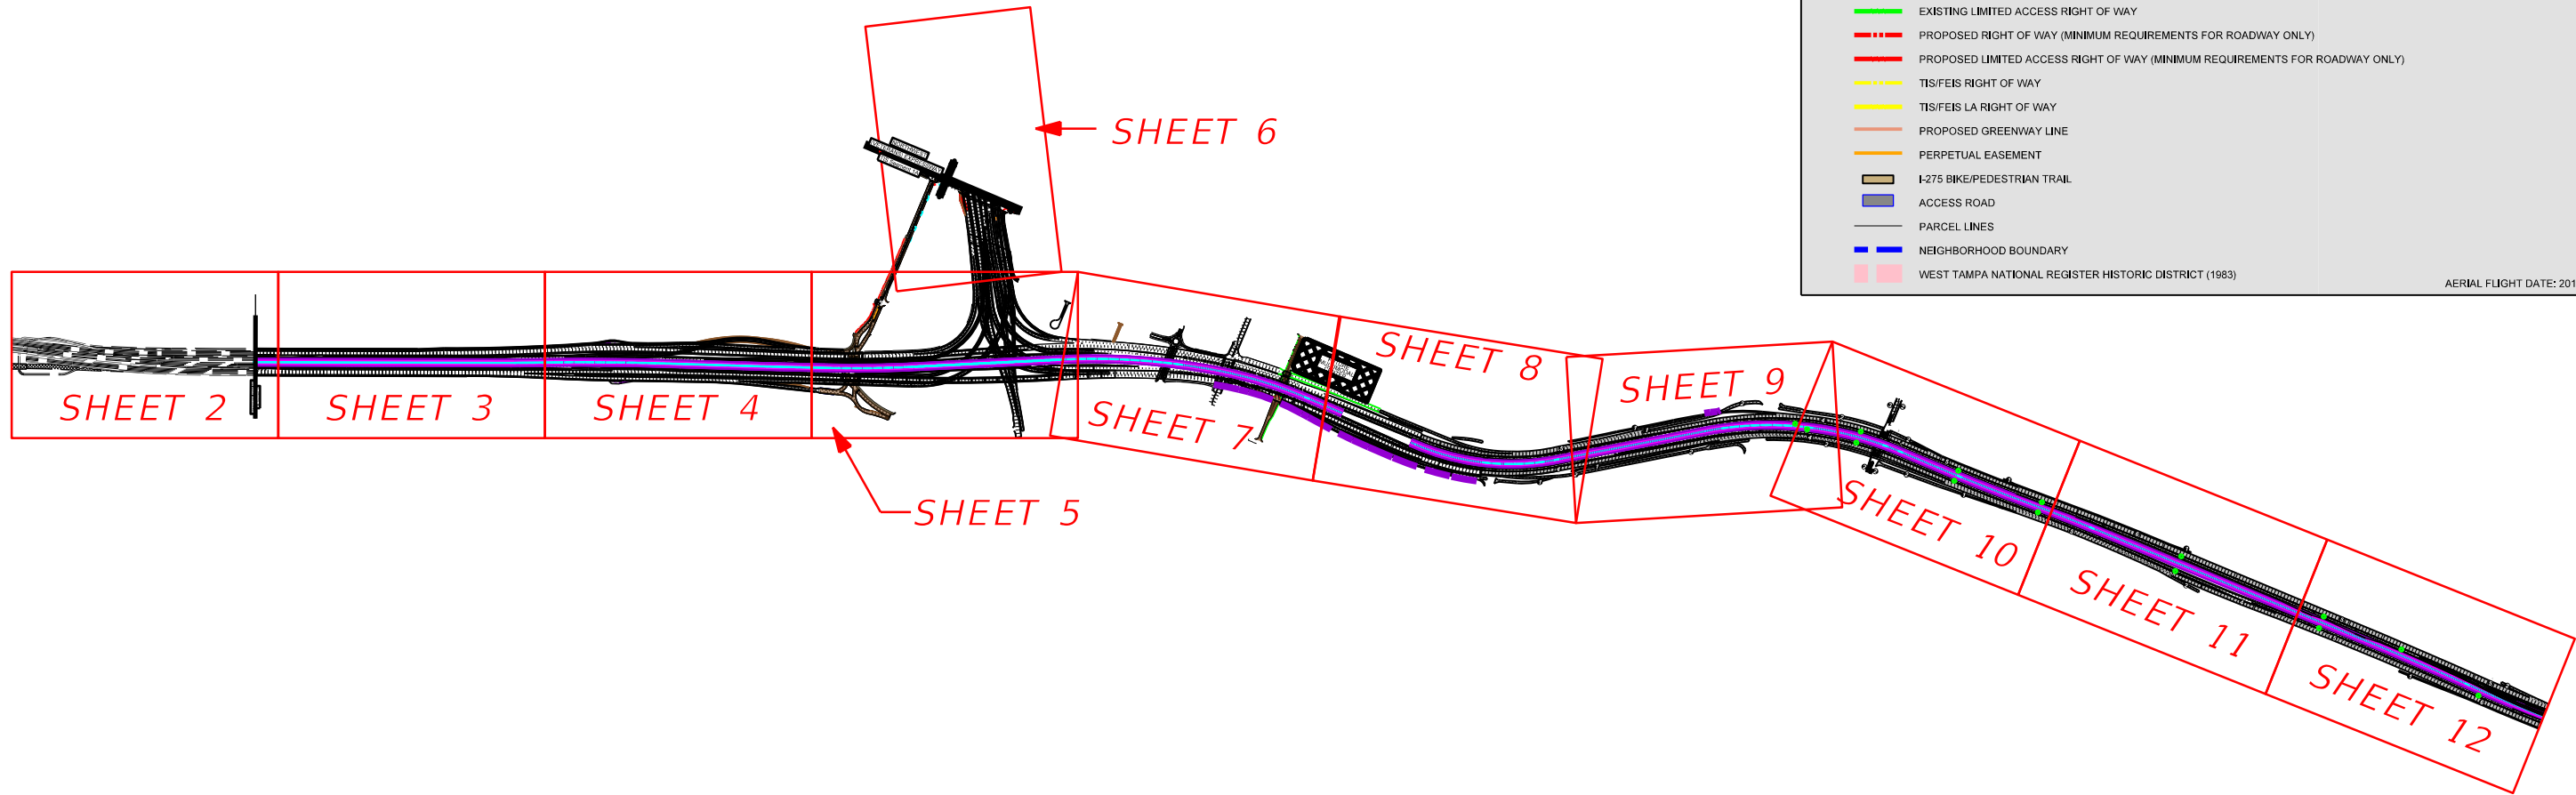 EXISTING LIMITED ACCESS RIGHT OF WAY
PROPOSED RIGHT OF WAY (MINIMUM REQUIREMENTS FOR ROADWAY ONLY)
PROPOSED LIMITED ACCESS RIGHT OF WAY (MINIMUM REQUIREMENTS FOR ROADWAY ONLY)
TIS/FEIS RIGHT OF WAY
TIS/FEIS LA RIGHT OF WAY
PROPOSED GREENWAY LINE
PERPETUAL EASEMENT
I-275 BIKE/PEDESTRIAN TRAIL
ACCESS ROAD
PARCEL LINES
NEIGHBORHOOD BOUNDARY
WEST TAMPA NATIONAL REGISTER HISTORIC DISTRICT (1983)
AERIAL FLIGHT DATE: 201
SHEET 6
NORTHWEST
VETERANS EXPRESSWAY
SHEET 2
SHEET 3
SHEET 4
SHEET 5
SHEET 7
SHEET 8
SHEET 9
SHEET 10
SHEET 11
SHEET 12